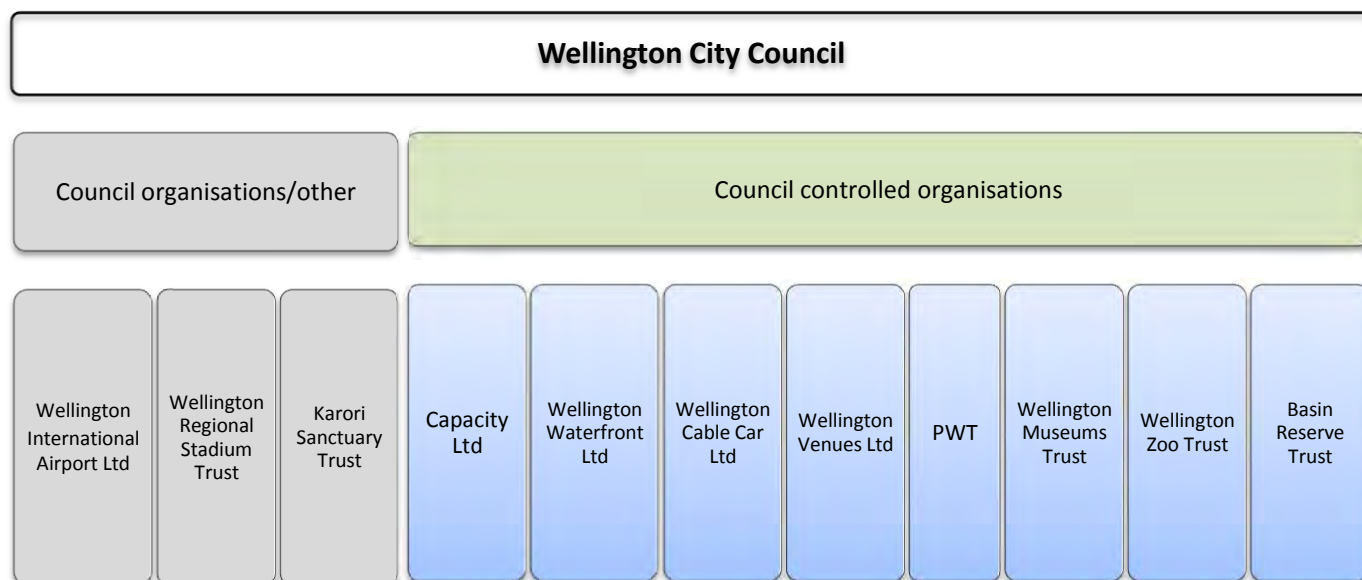 Wellington City Council
Council organisations/other
Council controlled organisations
Wellington
International
Airport Ltd
Wellington
Regional
Stadium
Trust
Karori
Sanctuary
Trust
Capacity
Ltd
Wellington
Waterfront
Ltd
Wellington
Cable Car
Ltd
Wellington
Venues Ltd
PWT
Wellington
Museums
Trust
Wellington
Zoo Trust
Basin
Reserve
Trust